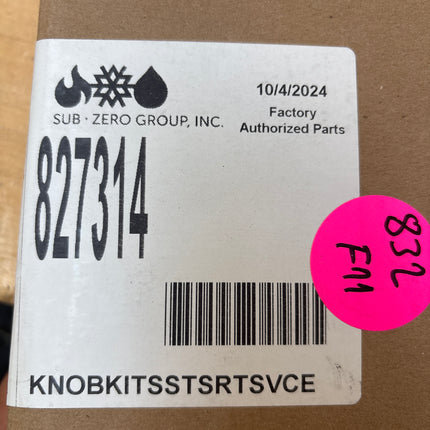 SUB · ZERO GROUP, INC.
10/4/2024
Factory
Authorized Parts
827314
832
F11
KNOBKITSSTSRTSVCE